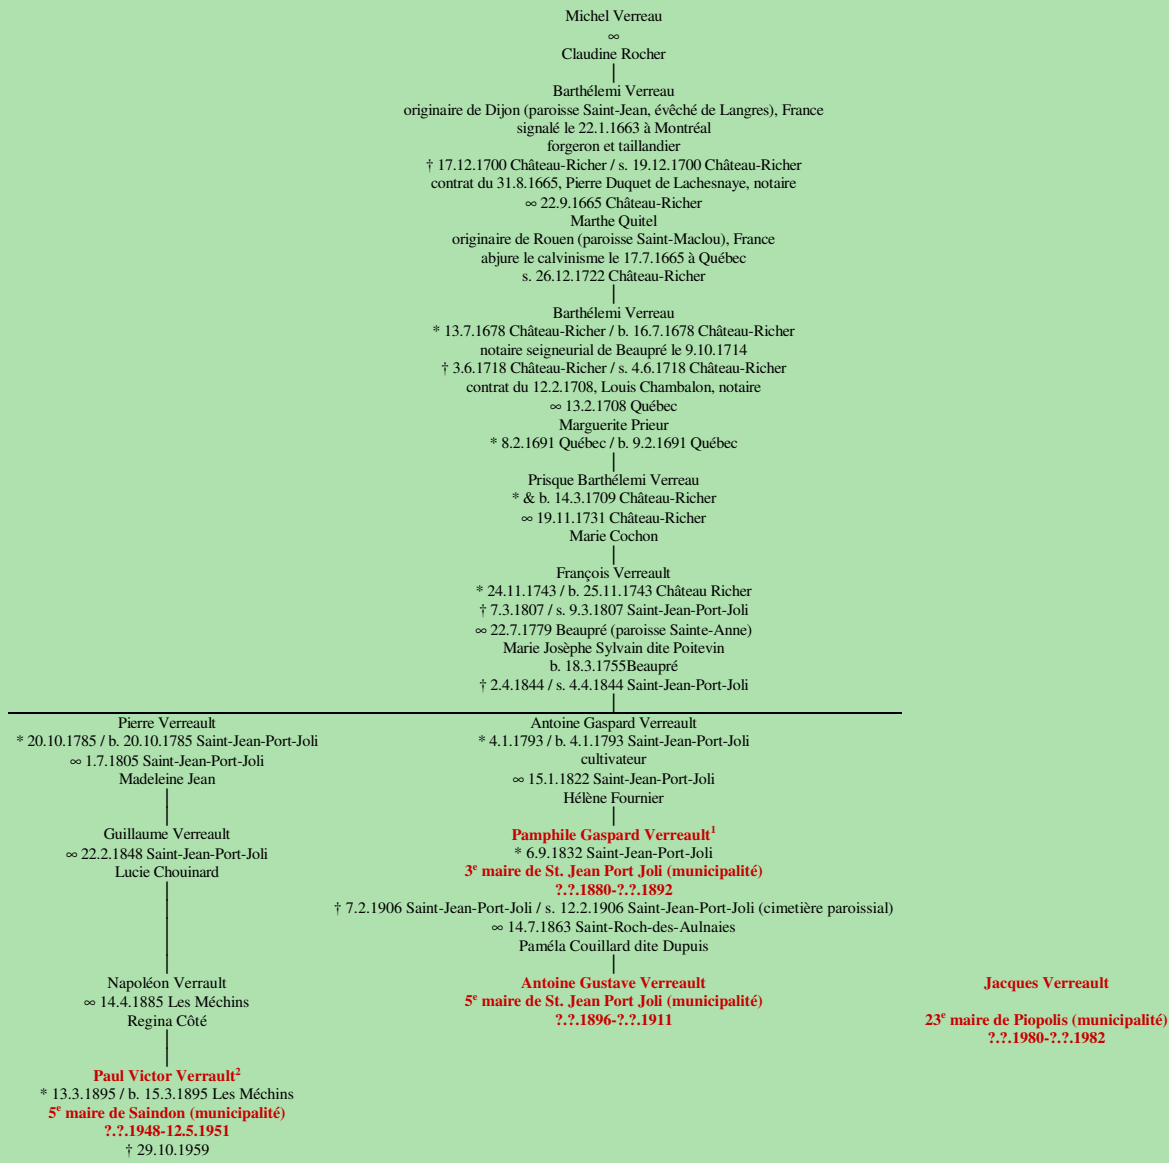 Michel Verreau
∞
Claudine Rocher
Barthélemi Verreau
originaire de Dijon (paroisse Saint-Jean, évêché de Langres), France
signalé le 22.1.1663 à Montréal
forgeron et taillandier
† 17.12.1700 Château-Richer / s. 19.12.1700 Château-Richer
contrat du 31.8.1665, Pierre Duquet de Lachesnaye, notaire
∞ 22.9.1665 Château-Richer
Marthe Quitel
originaire de Rouen (paroisse Saint-Maclou), France
abjure le calvinisme le 17.7.1665 à Québec
s. 26.12.1722 Château-Richer
Barthélemi Verreau
* 13.7.1678 Château-Richer / b. 16.7.1678 Château-Richer
notaire seigneurial de Beaupré le 9.10.1714
† 3.6.1718 Château-Richer / s. 4.6.1718 Château-Richer
contrat du 12.2.1708, Louis Chambalon, notaire
∞ 13.2.1708 Québec
Marguerite Prieur
* 8.2.1691 Québec / b. 9.2.1691 Québec
Prisque Barthélemi Verreau
* & b. 14.3.1709 Château-Richer
∞ 19.11.1731 Château-Richer
Marie Cochon
François Verreault
* 24.11.1743 / b. 25.11.1743 Château Richer
† 7.3.1807 / s. 9.3.1807 Saint-Jean-Port-Joli
∞ 22.7.1779 Beaupré (paroisse Sainte-Anne)
Marie Josèphe Sylvain dite Poitevin
b. 18.3.1755Beaupré
† 2.4.1844 / s. 4.4.1844 Saint-Jean-Port-Joli
Pierre Verreault
* 20.10.1785 / b. 20.10.1785 Saint-Jean-Port-Joli
∞ 1.7.1805 Saint-Jean-Port-Joli
Madeleine Jean
Guillaume Verreault
∞ 22.2.1848 Saint-Jean-Port-Joli
Lucie Chouinard
Napoléon Verrault
∞ 14.4.1885 Les Méchins
Regina Côté
Paul Victor Verrault²
* 13.3.1895 / b. 15.3.1895 Les Méchins
5e maire de Saindon (municipalité)
?.?.1948-12.5.1951
† 29.10.1959
Antoine Gaspard Verreault
* 4.1.1793 / b. 4.1.1793 Saint-Jean-Port-Joli
cultivateur
∞ 15.1.1822 Saint-Jean-Port-Joli
Hélène Fournier
Pamphile Gaspard Verreault¹
* 6.9.1832 Saint-Jean-Port-Joli
3e maire de St. Jean Port Joli (municipalité)
?.?.1880-?.?.1892
† 7.2.1906 Saint-Jean-Port-Joli / s. 12.2.1906 Saint-Jean-Port-Joli (cimetière paroissial)
∞ 14.7.1863 Saint-Roch-des-Aulnaies
Paméla Couillard dite Dupuis
Antoine Gustave Verreault
5e maire de St. Jean Port Joli (municipalité)
?.?.1896-?.?.1911
Jacques Verreault
23e maire de Piopolis (municipalité)
?.?.1980-?.?.1982